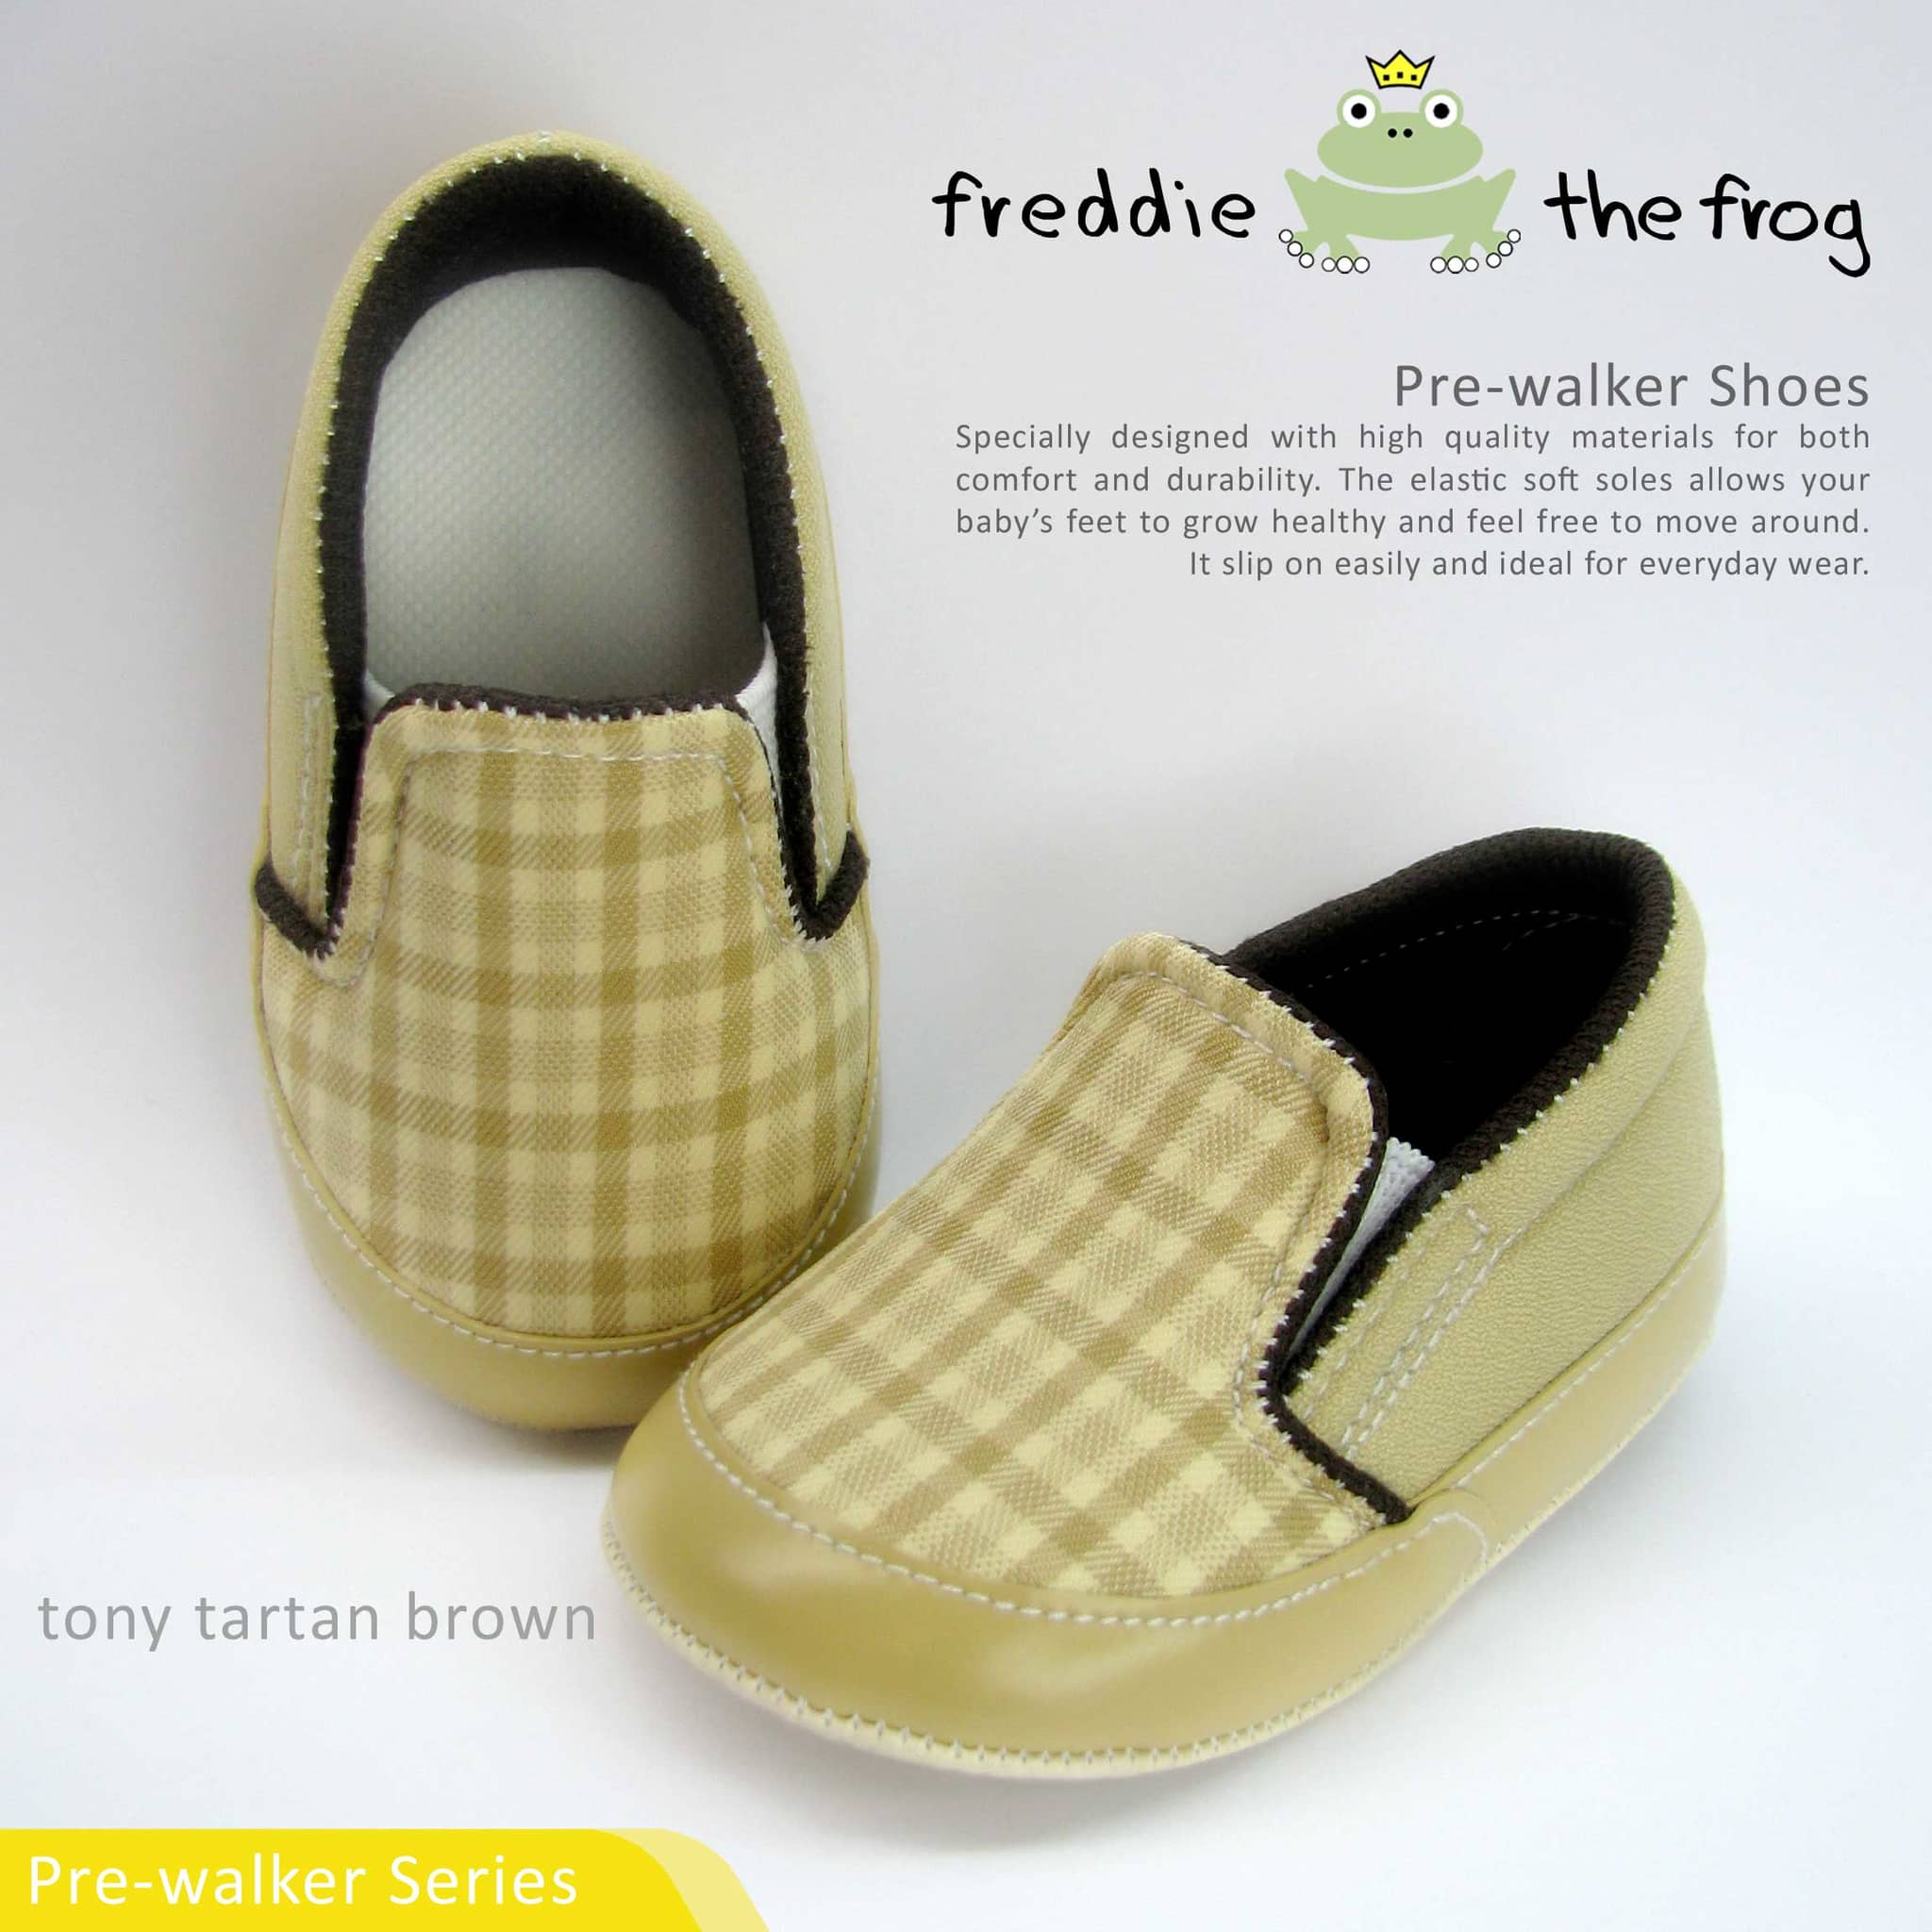 freddie the frog
Pre-walker Shoes
Specially designed with high quality materials for both
comfort and durability. The elastic soft soles allows your
baby’s feet to grow healthy and feel free to move around.
It slip on easily and ideal for everyday wear.
tony tartan brown
Pre-walker Series